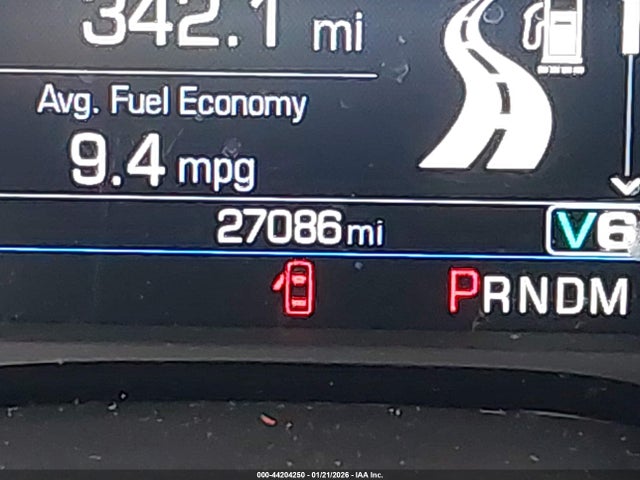 342.1 mi
Avg. Fuel Economy
9.4 mpg
27086 mi
V6
PRNDM
000-44204250 - 01/21/2026 - IAA Inc.